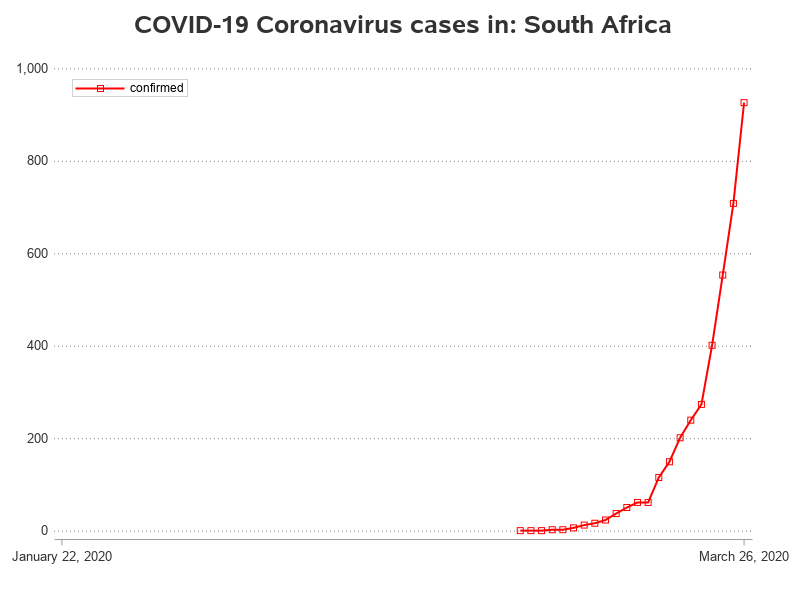 COVID-19 Coronavirus cases in: South Africa
1,000
confirmed
800
600
400
200
0
January 22, 2020
March 26, 2020